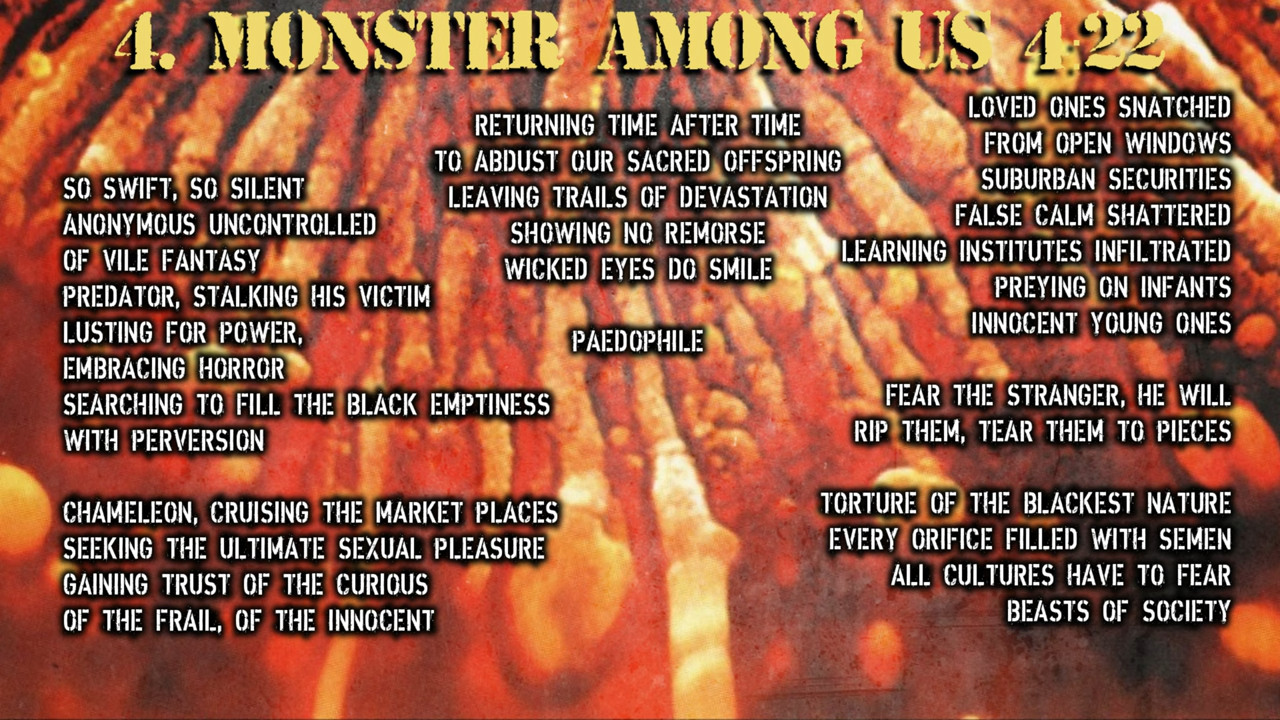 4. MONSTER AMONG US 4:22
SO SWIFT, SO SILENT
ANONYMOUS UNCONTROLLED
OF VILE FANTASY
PREDATOR, STALKING HIS VICTIM
LUSTING FOR POWER,
EMBRACING HORROR
SEARCHING TO FILL THE BLACK EMPTINESS
WITH PERVERSION
CHAMELEON, CRUISING THE MARKET PLACES
SEEKING THE ULTIMATE SEXUAL PLEASURE
GAINING TRUST OF THE CURIOUS
OF THE FRAIL, OF THE INNOCENT
RETURNING TIME AFTER TIME
TO ABDUST OUR SACRED OFFSPRING
LEAVING TRAILS OF DEVASTATION
SHOWING NO REMORSE
WICKED EYES DO SMILE
PAEDOPHILE
LOVED ONES SNATCHED
FROM OPEN WINDOWS
SUBURBAN SECURITIES
FALSE CALM SHATTERED
LEARNING INSTITUTES INFILTRATED
PREYING ON INFANTS
INNOCENT YOUNG ONES
FEAR THE STRANGER, HE WILL
RIP THEM, TEAR THEM TO PIECES
TORTURE OF THE BLACKEST NATURE
EVERY ORIFICE FILLED WITH SEMEN
ALL CULTURES HAVE TO FEAR
BEASTS OF SOCIETY